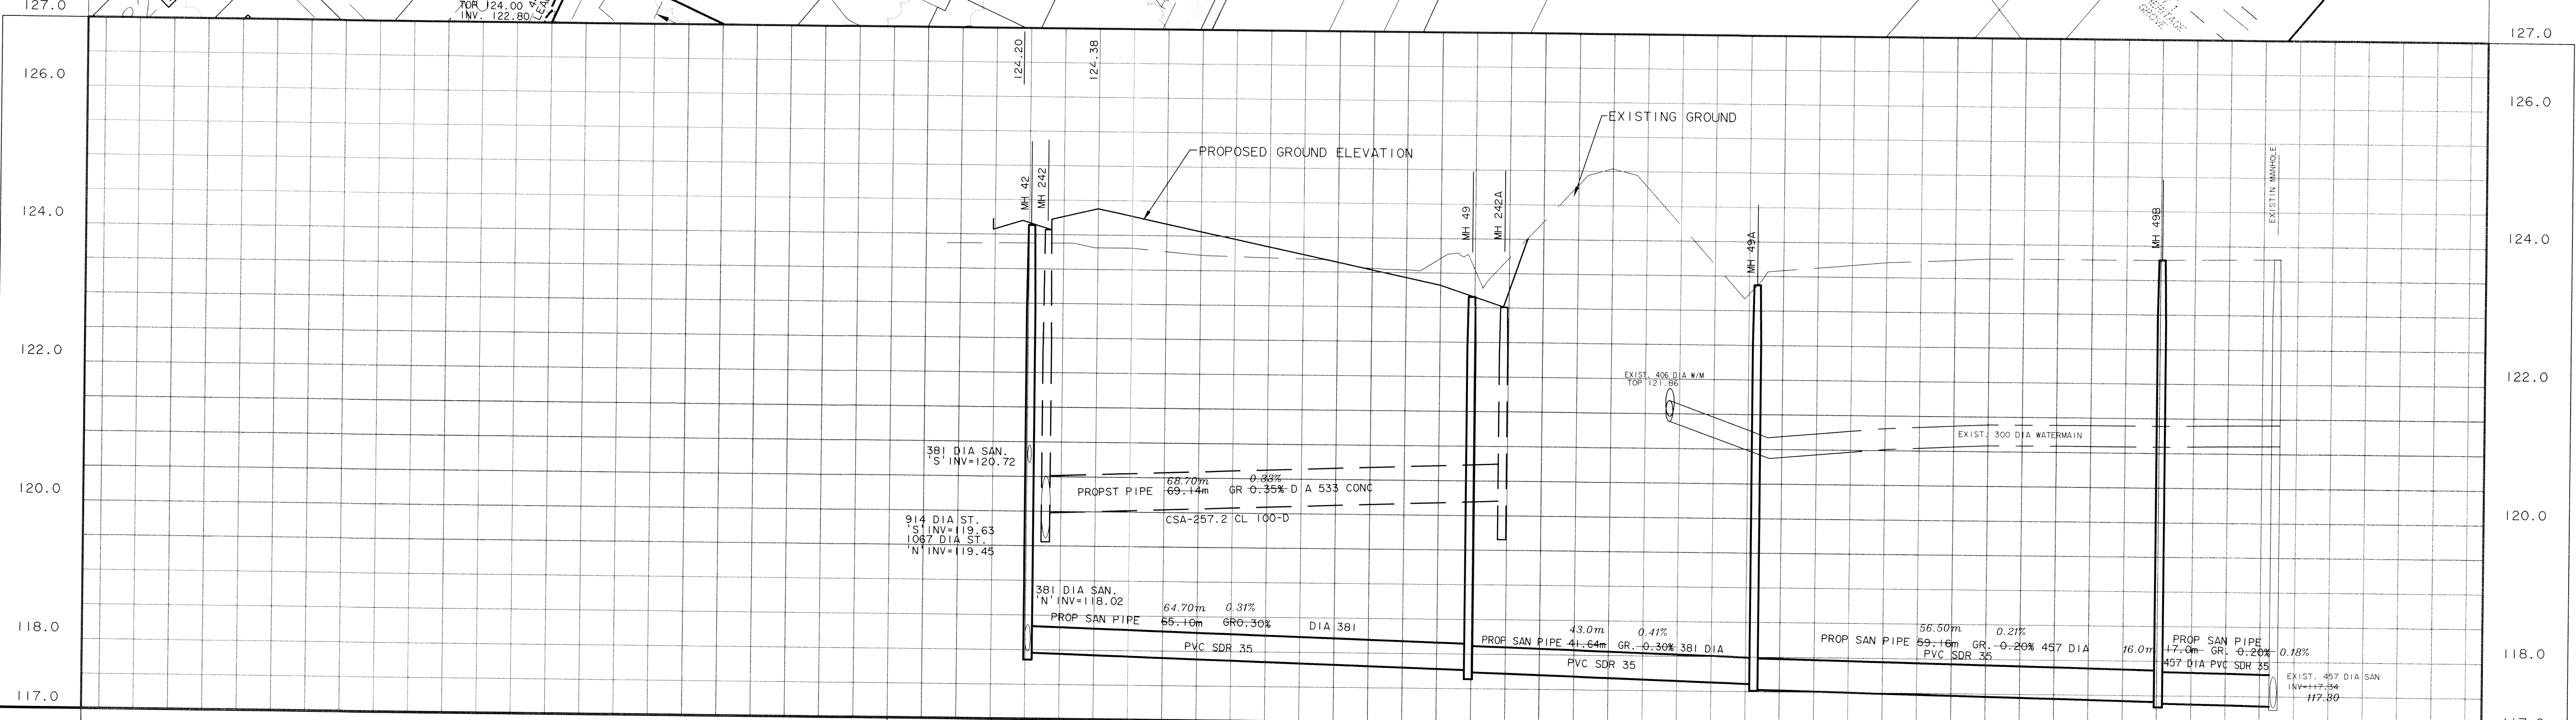 127.0
TOP 124.00
INV. 122.80
HERITAGE
GROVE
127.0
126.0
124.20
124.38
126.0
EXISTING GROUND
PROPOSED GROUND ELEVATION
MH 42
MH 242
MH 49
MH 242A
MH 49A
MH 49B
EXISTIN MANHOLE
124.0
124.0
122.0
122.0
EXIST. 406 DIA W/M
TOP 121.86
EXIST. 300 DIA WATERMAIN
381 DIA SAN.
'S' INV=120.72
120.0
68.70m 0.33%
PROPST PIPE 69.14m GR 0.35% DIA 533 CONC
CSA-257.2 CL 100-D
120.0
914 DIA ST.
'S' INV=119.63
1067 DIA ST.
'N' INV=119.45
381 DIA SAN.
'N' INV=118.02
118.0
64.70m 0.31%
PROP SAN PIPE 65.10m GR0.30% DIA 381
PVC SDR 35
43.0m 0.41%
PROP SAN PIPE 41.64m GR. 0.30% 381 DIA
PVC SDR 35
56.50m 0.21%
PROP SAN PIPE 59.16m GR. 0.20% 457 DIA
PVC SDR 35
PROP SAN PIPE
16.0m 17.0m GR. 0.20% 0.18%
457 DIA PVC SDR 35
118.0
EXIST. 457 DIA SAN
INV=117.34
117.30
117.0